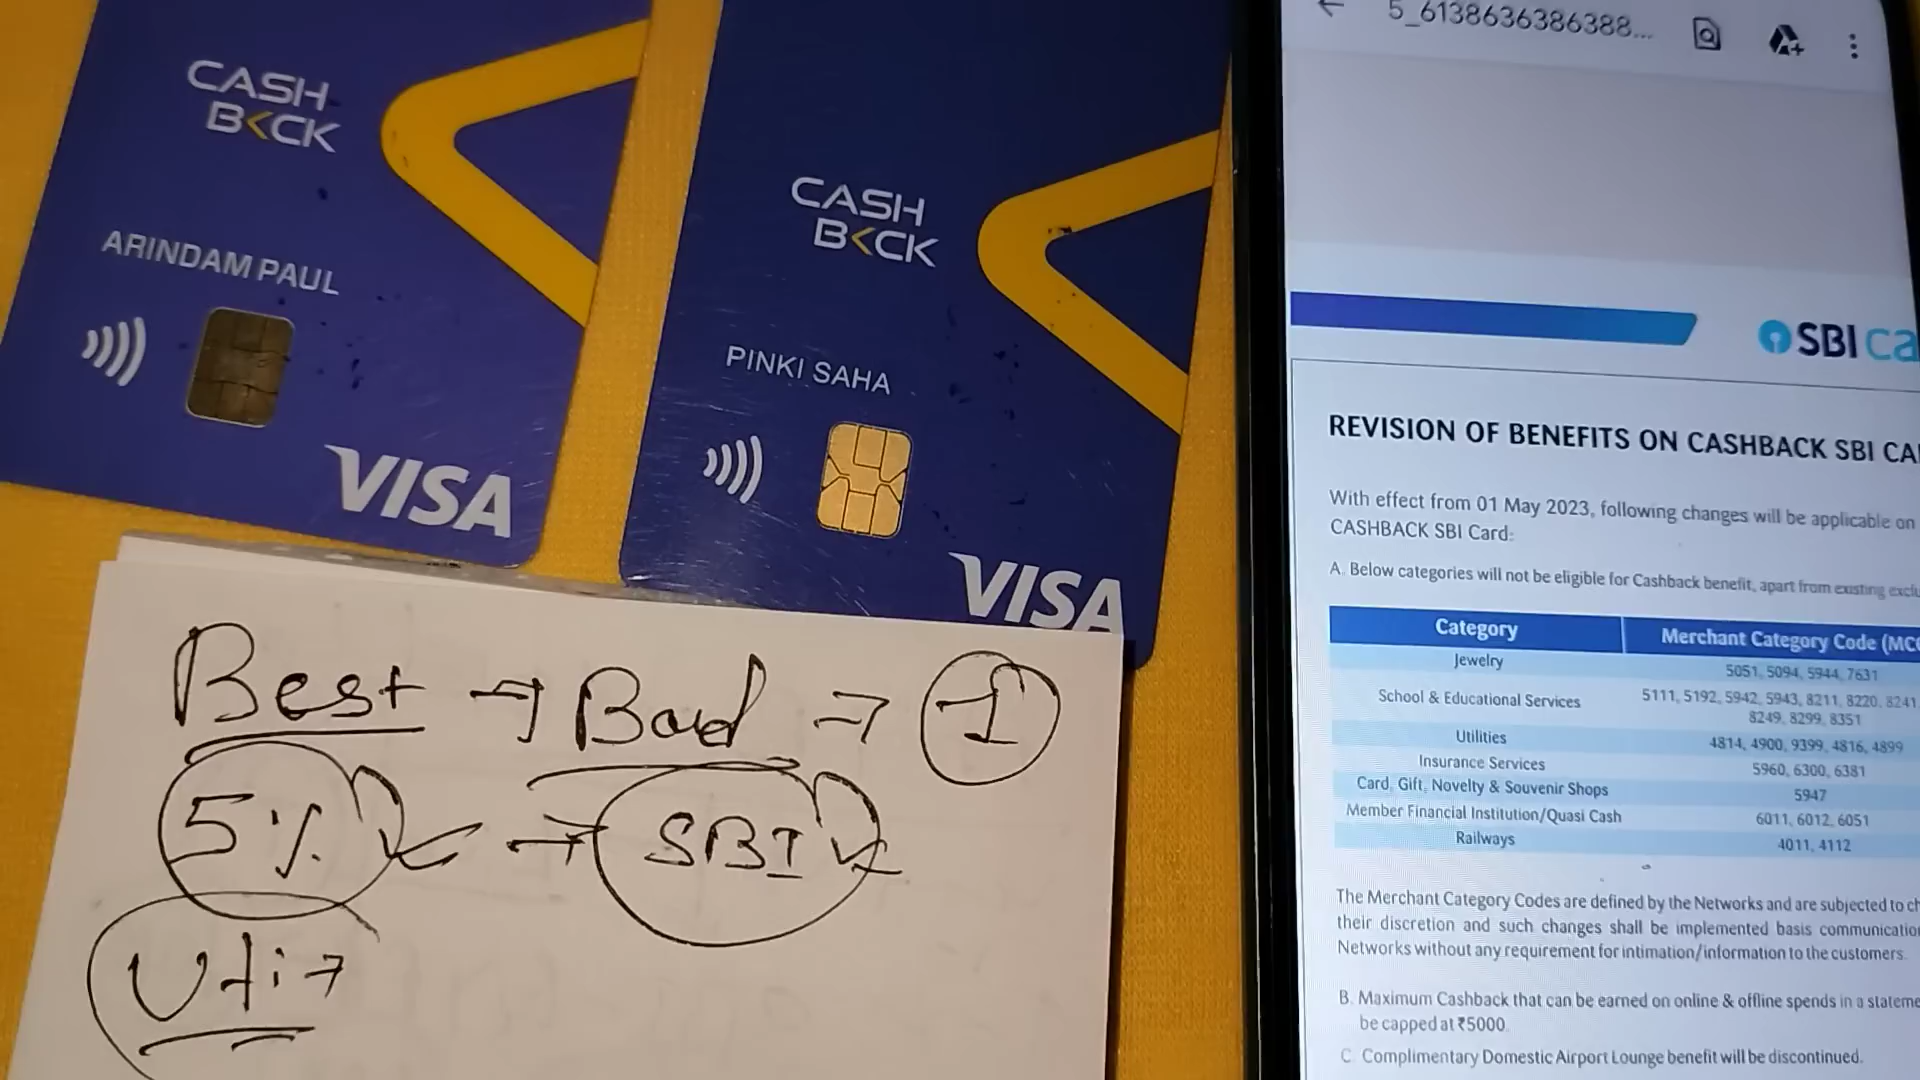 CASH
B<CK
ARINDAM PAUL
VISA
CASH
B<CK
PINKI SAHA
VISA
Best → Bad → 1
5% → SBI
Uti
5_6138636386388...
SBI Ca
REVISION OF BENEFITS ON CASHBACK SBI CA
With effect from 01 May 2023, following changes will be applicable on
CASHBACK SBI Card:
A. Below categories will not be eligible for Cashback benefit, apart from existing exclu
Category Merchant Category Code (MCC
Jewelry 5051, 5094, 5944, 7631
School & Educational Services 5111, 5192, 5942, 5943, 8211, 8220, 8241,
8249, 8299, 8351
Utilities 4814, 4900, 9399, 4816, 4899
Insurance Services 5960, 6300, 6381
Card, Gift, Novelty & Souvenir Shops 5947
Member Financial Institution/Quasi Cash 6011, 6012, 6051
Railways 4011, 4112
The Merchant Category Codes are defined by the Networks and are subjected to ch
their discretion and such changes shall be implemented basis communication
Networks without any requirement for intimation/information to the customers.
B. Maximum Cashback that can be earned on online & offline spends in a stateme
be capped at ₹5000.
C. Complimentary Domestic Airport Lounge benefit will be discontinued.